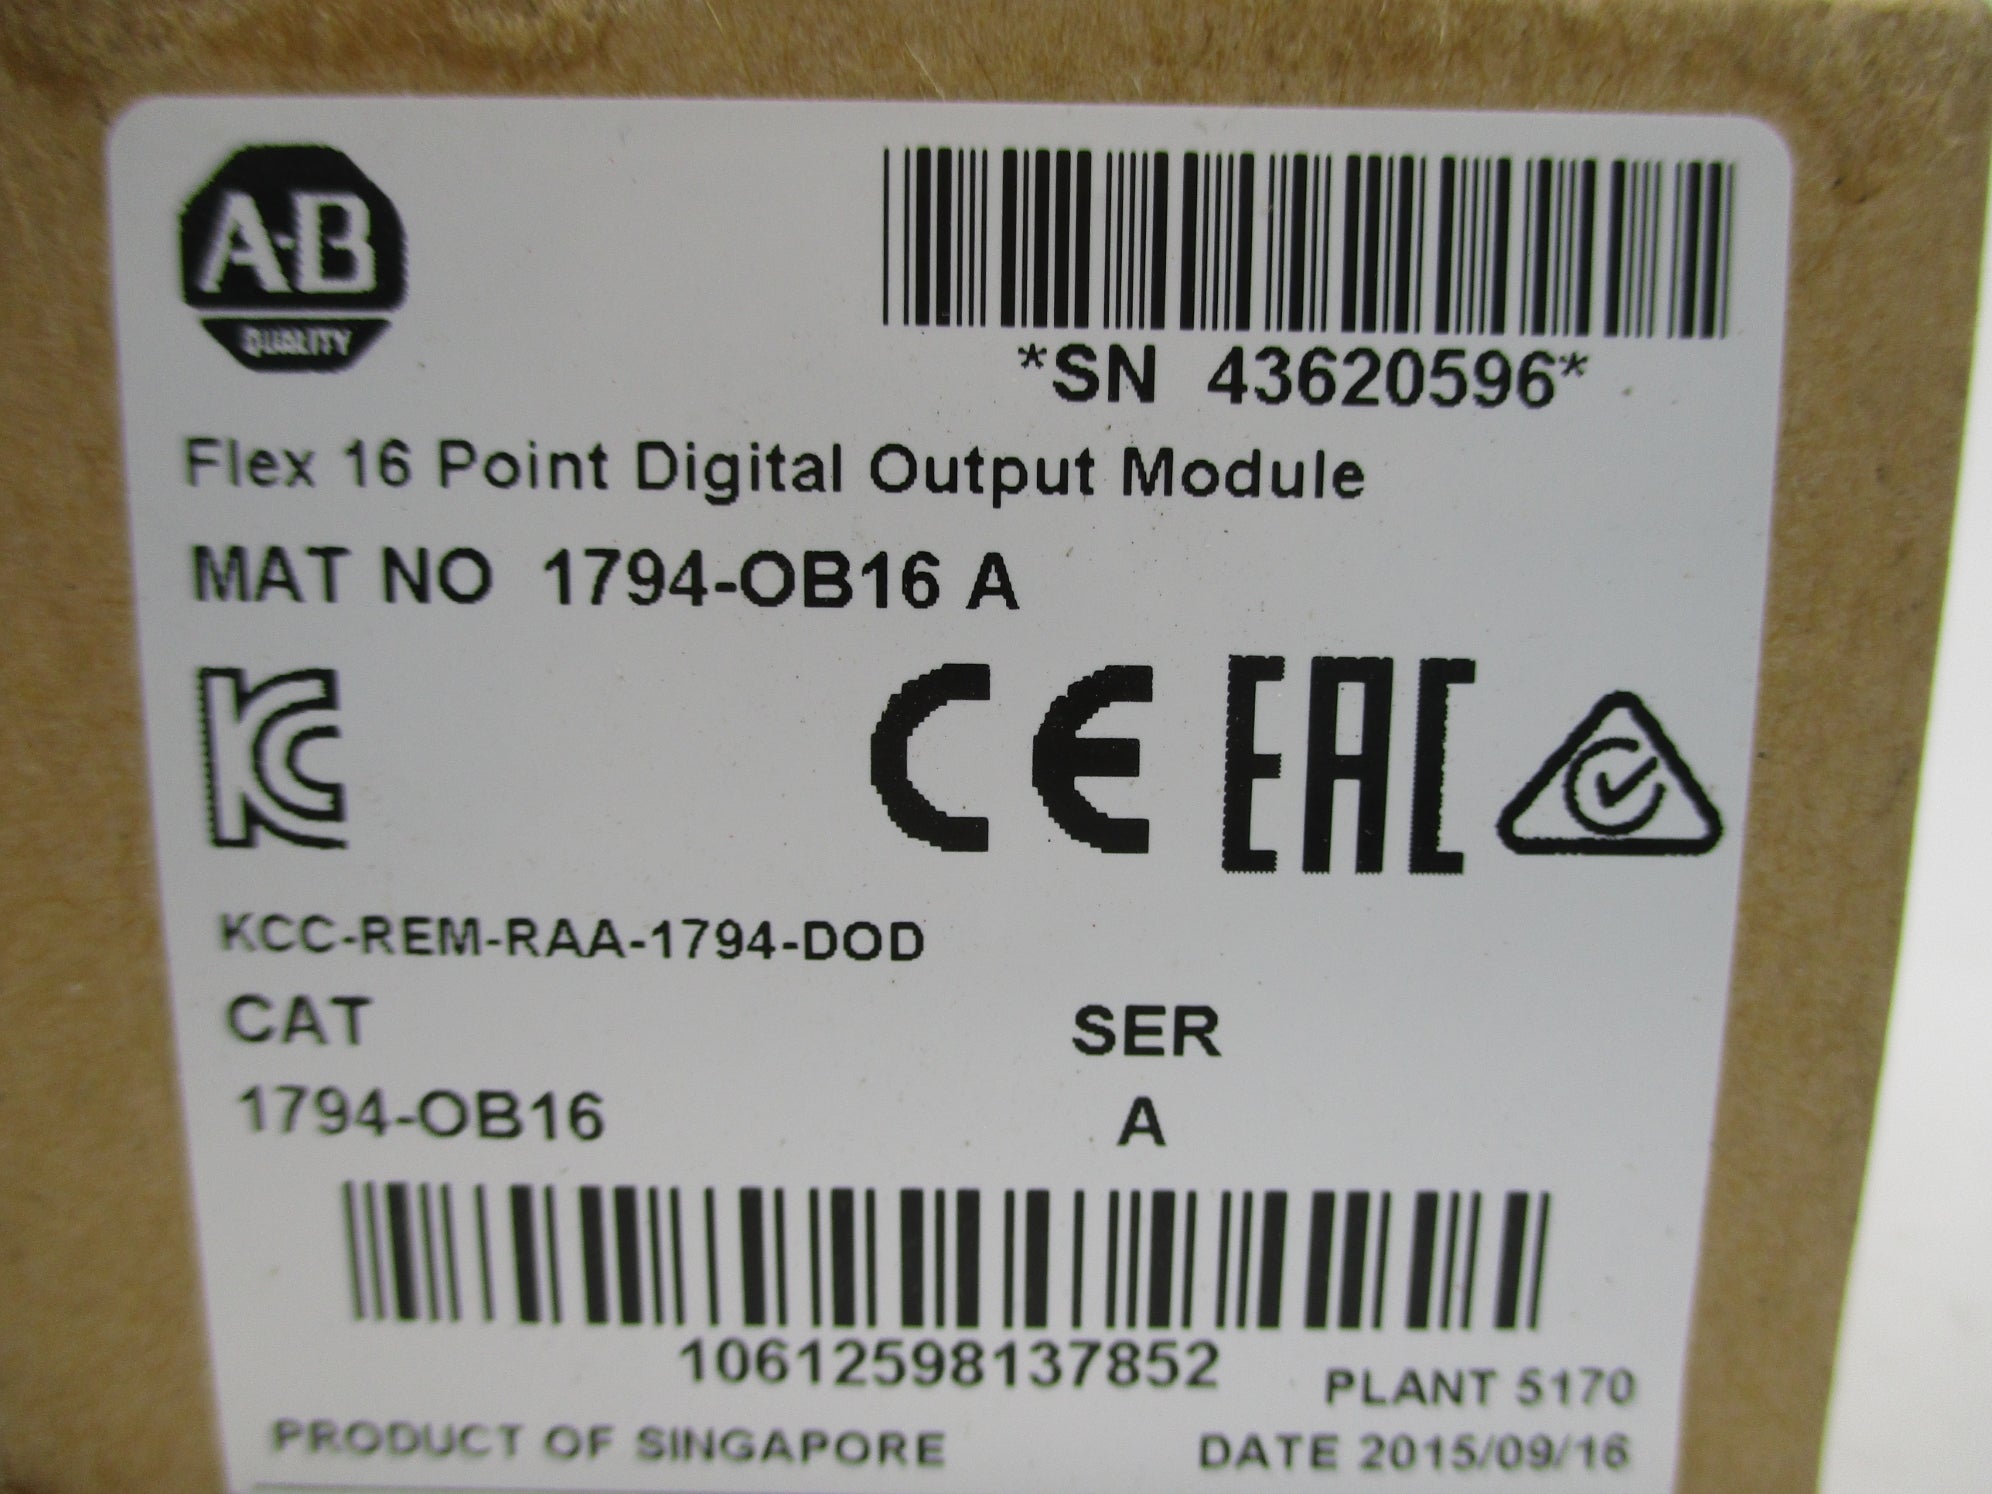 A-B
QUALITY
*SN 43620596*
Flex 16 Point Digital Output Module
MAT NO 1794-OB16 A
KC
CE
EAC
KCC-REM-RAA-1794-DOD
CAT SER
1794-OB16 A
10612598137852
PLANT 5170
PRODUCT OF SINGAPORE DATE 2015/09/16